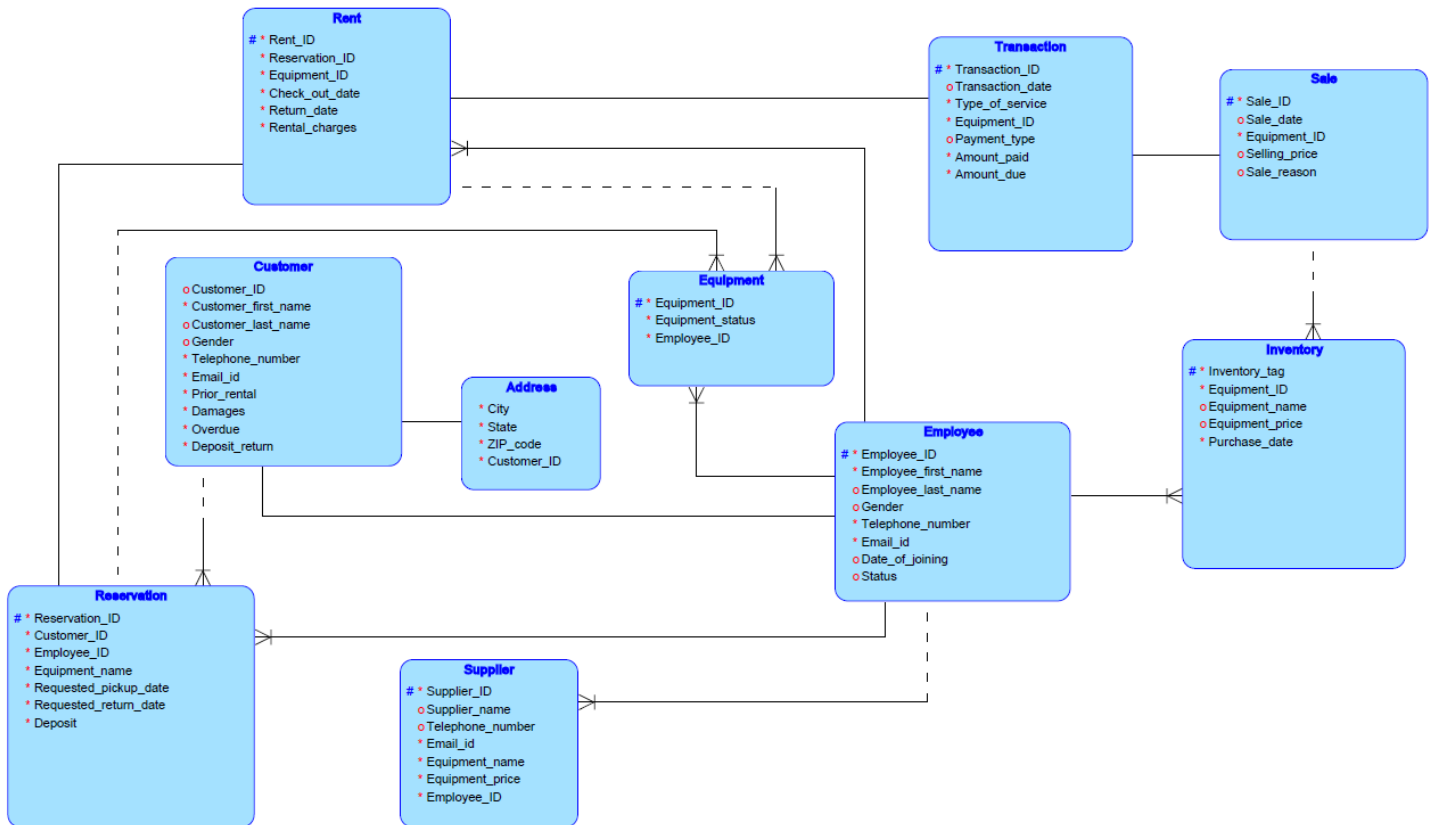 Rent
# * Rent_ID
* Reservation_ID
* Equipment_ID
* Check_out_date
* Return_date
* Rental_charges
Transaction
# * Transaction_ID
o Transaction_date
* Type_of_service
* Equipment_ID
o Payment_type
* Amount_paid
* Amount_due
Sale
# * Sale_ID
o Sale_date
* Equipment_ID
o Selling_price
o Sale_reason
Customer
o Customer_ID
* Customer_first_name
o Customer_last_name
o Gender
* Telephone_number
* Email_id
* Prior_rental
* Damages
* Overdue
* Deposit_return
Equipment
# * Equipment_ID
* Equipment_status
* Employee_ID
Address
* City
* State
* ZIP_code
* Customer_ID
Inventory
# * Inventory_tag
* Equipment_ID
o Equipment_name
o Equipment_price
* Purchase_date
Employee
# * Employee_ID
* Employee_first_name
o Employee_last_name
o Gender
* Telephone_number
* Email_id
o Date_of_joining
o Status
Reservation
# * Reservation_ID
* Customer_ID
* Employee_ID
* Equipment_name
* Requested_pickup_date
* Requested_return_date
* Deposit
Supplier
# * Supplier_ID
o Supplier_name
o Telephone_number
* Email_id
* Equipment_name
* Equipment_price
* Employee_ID